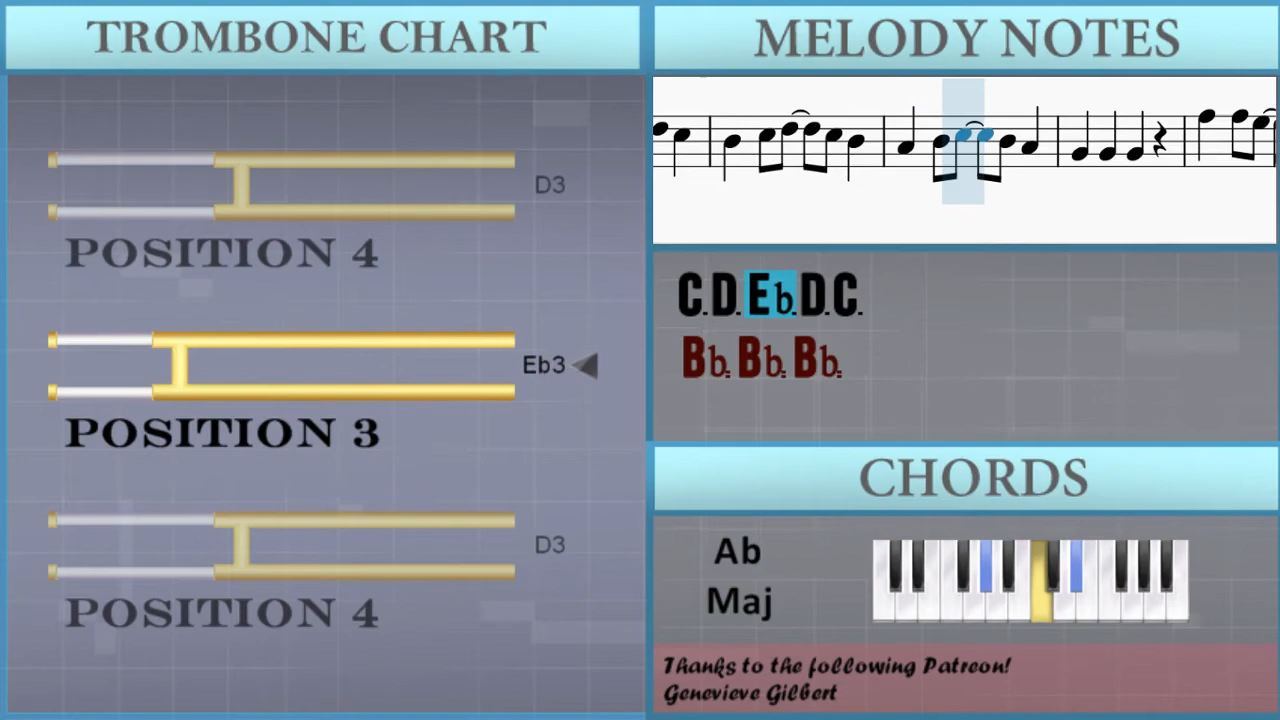 TROMBONE CHART
D3
POSITION 4
Eb3
POSITION 3
D3
POSITION 4
MELODY NOTES
C.D.Eb.D.C.
Bb.Bb.Bb.
CHORDS
Ab
Maj
Thanks to the following Patreon!
Genevieve Gilbert